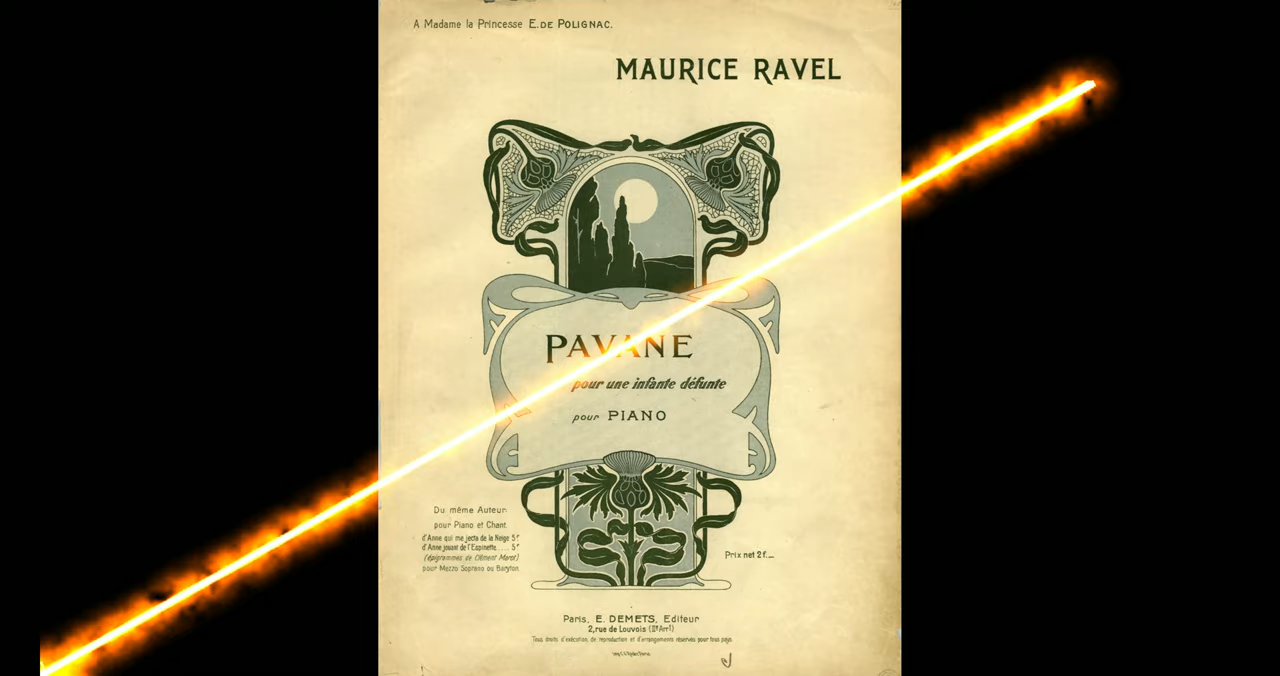 A Madame la Princesse E. DE POLIGNAC.
MAURICE RAVEL
PAVANE
pour une infante défunte
pour PIANO
Du même Auteur
pour Piano et Chant
d'Anne qui me jecta de la Neige 5f
d'Anne jouant de l'Espinette..... 5f
(épigrammes de Clément Marot)
pour Mezzo Soprano ou Baryton
Prix net 2 f.
Paris, E. DEMETS, Editeur
2, rue de Louvois (IIe Arrt)
Tous droits d'exécution, de reproduction et d'arrangements réservés pour tous pays